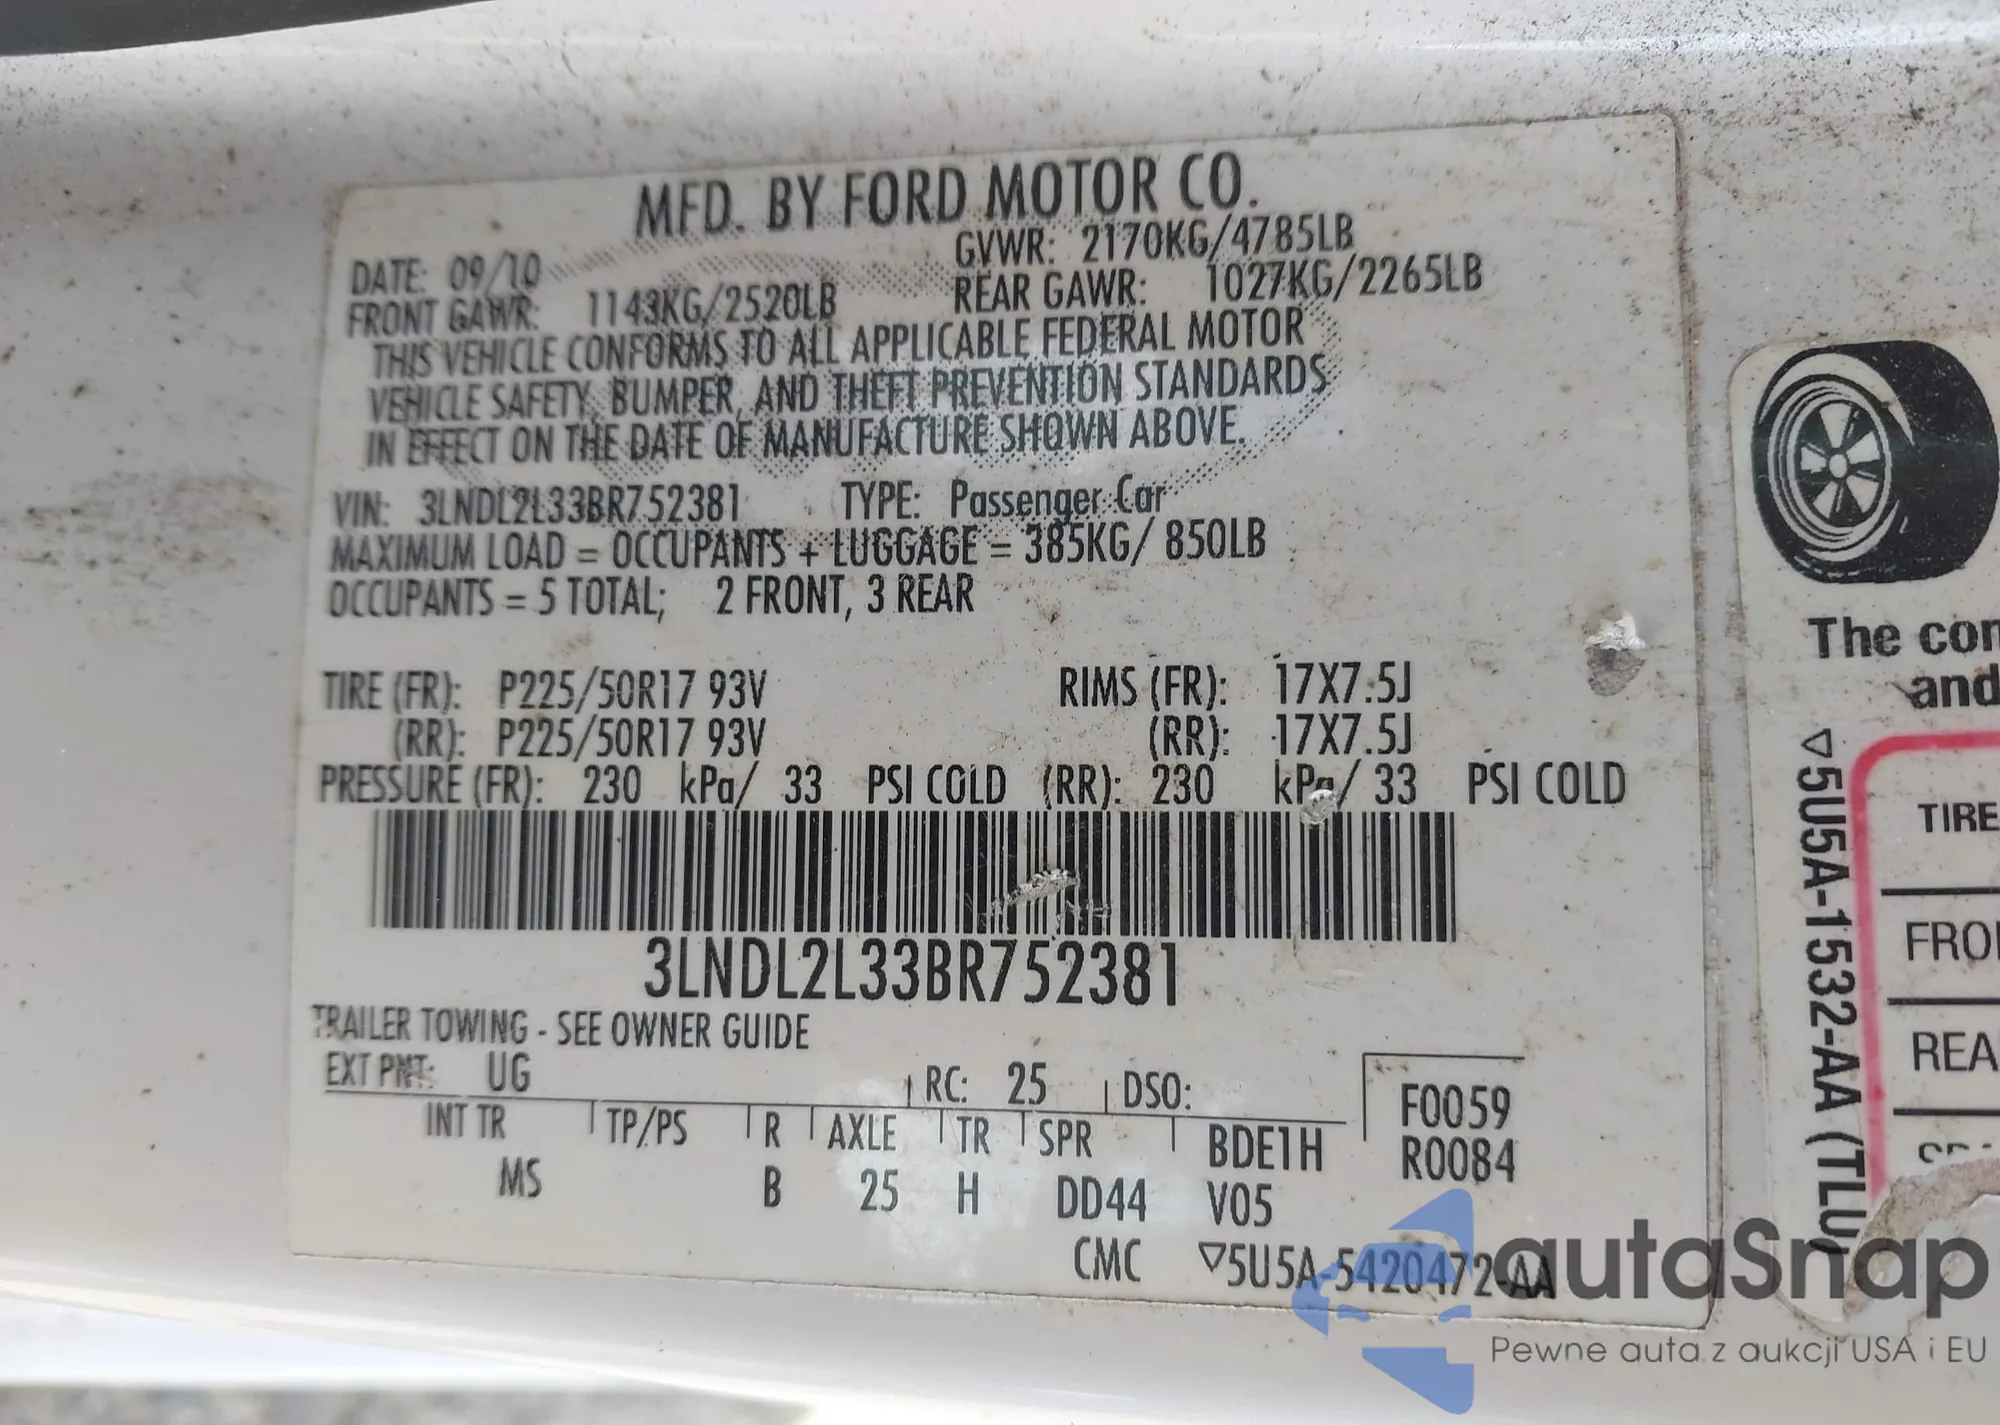 MFD. BY FORD MOTOR CO.
DATE: 09/10 GVWR: 2170KG/4785LB
FRONT GAWR: 1143KG/2520LB REAR GAWR: 1027KG/2265LB
THIS VEHICLE CONFORMS TO ALL APPLICABLE FEDERAL MOTOR
VEHICLE SAFETY, BUMPER, AND THEFT PREVENTION STANDARDS
IN EFFECT ON THE DATE OF MANUFACTURE SHOWN ABOVE.
VIN: 3LNDL2L33BR752381 TYPE: Passenger Car
MAXIMUM LOAD = OCCUPANTS + LUGGAGE = 385KG/ 850LB
OCCUPANTS = 5 TOTAL; 2 FRONT, 3 REAR
TIRE (FR): P225/50R17 93V RIMS (FR): 17X7.5J
(RR): P225/50R17 93V (RR): 17X7.5J
PRESSURE (FR): 230 kPa/ 33 PSI COLD (RR): 230 kPa/ 33 PSI COLD
3LNDL2L33BR752381
TRAILER TOWING - SEE OWNER GUIDE
EXT PNT: UG RC: 25 DSO:
F0059
INT TR TP/PS R AXLE TR SPR BDE1H R0084
MS B 25 H DD44 V05
CMC ▽5U5A-5420472-AA
The con
and
▽5U5A-1532-AA (TLU)
TIRE
FRO
REA
autoSnap
Pewne auta z aukcji USA i EU